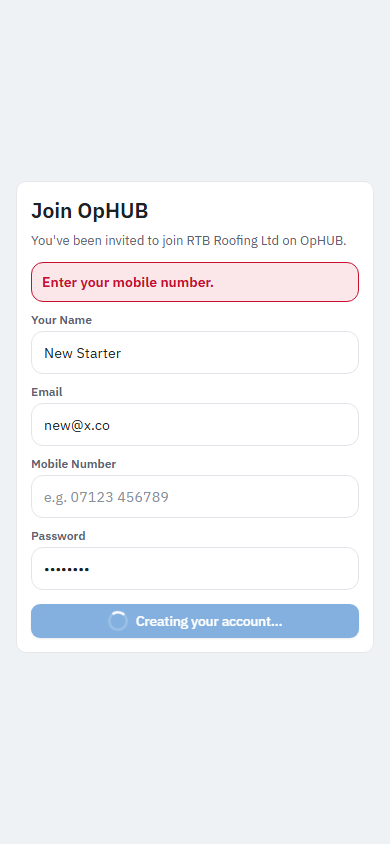 Join OpHUB
You've been invited to join RTB Roofing Ltd on OpHUB.
Enter your mobile number.
Your Name
New Starter
Email
new@x.co
Mobile Number
e.g. 07123 456789
Password
••••••••
Creating your account...